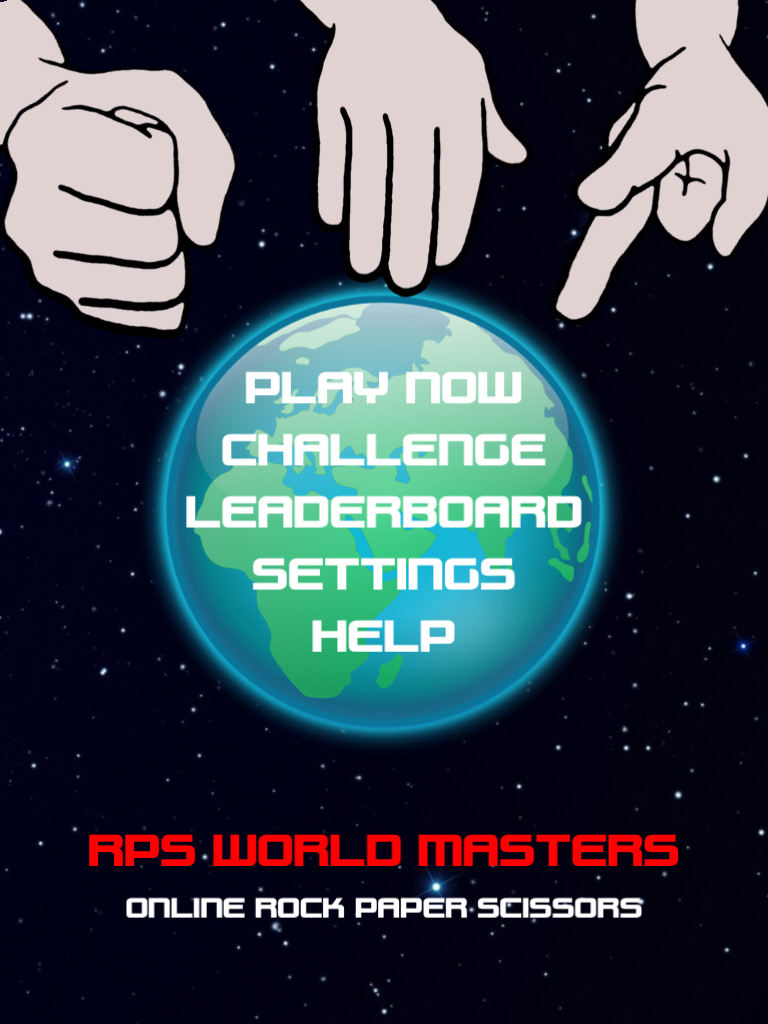 PLAY NOW
CHALLENGE
LEADERBOARD
SETTINGS
HELP
RPS WORLD MASTERS
ONLINE ROCK PAPER SCISSORS